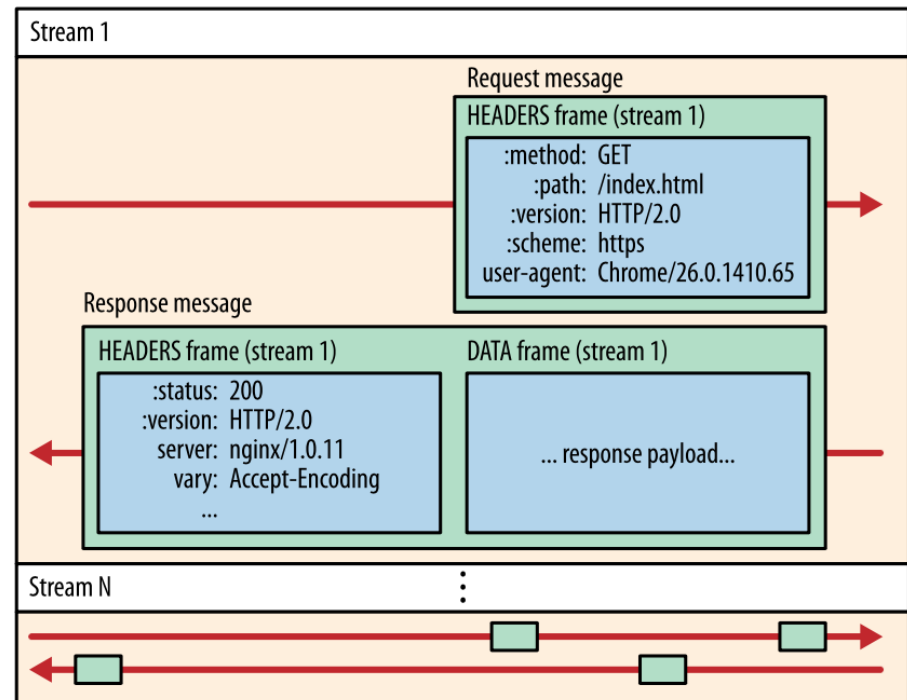 Stream 1
Request message
HEADERS frame (stream 1)
:method: GET
:path: /index.html
:version: HTTP/2.0
:scheme: https
user-agent: Chrome/26.0.1410.65
Response message
HEADERS frame (stream 1)
:status: 200
:version: HTTP/2.0
server: nginx/1.0.11
vary: Accept-Encoding
...
DATA frame (stream 1)
... response payload...
Stream N